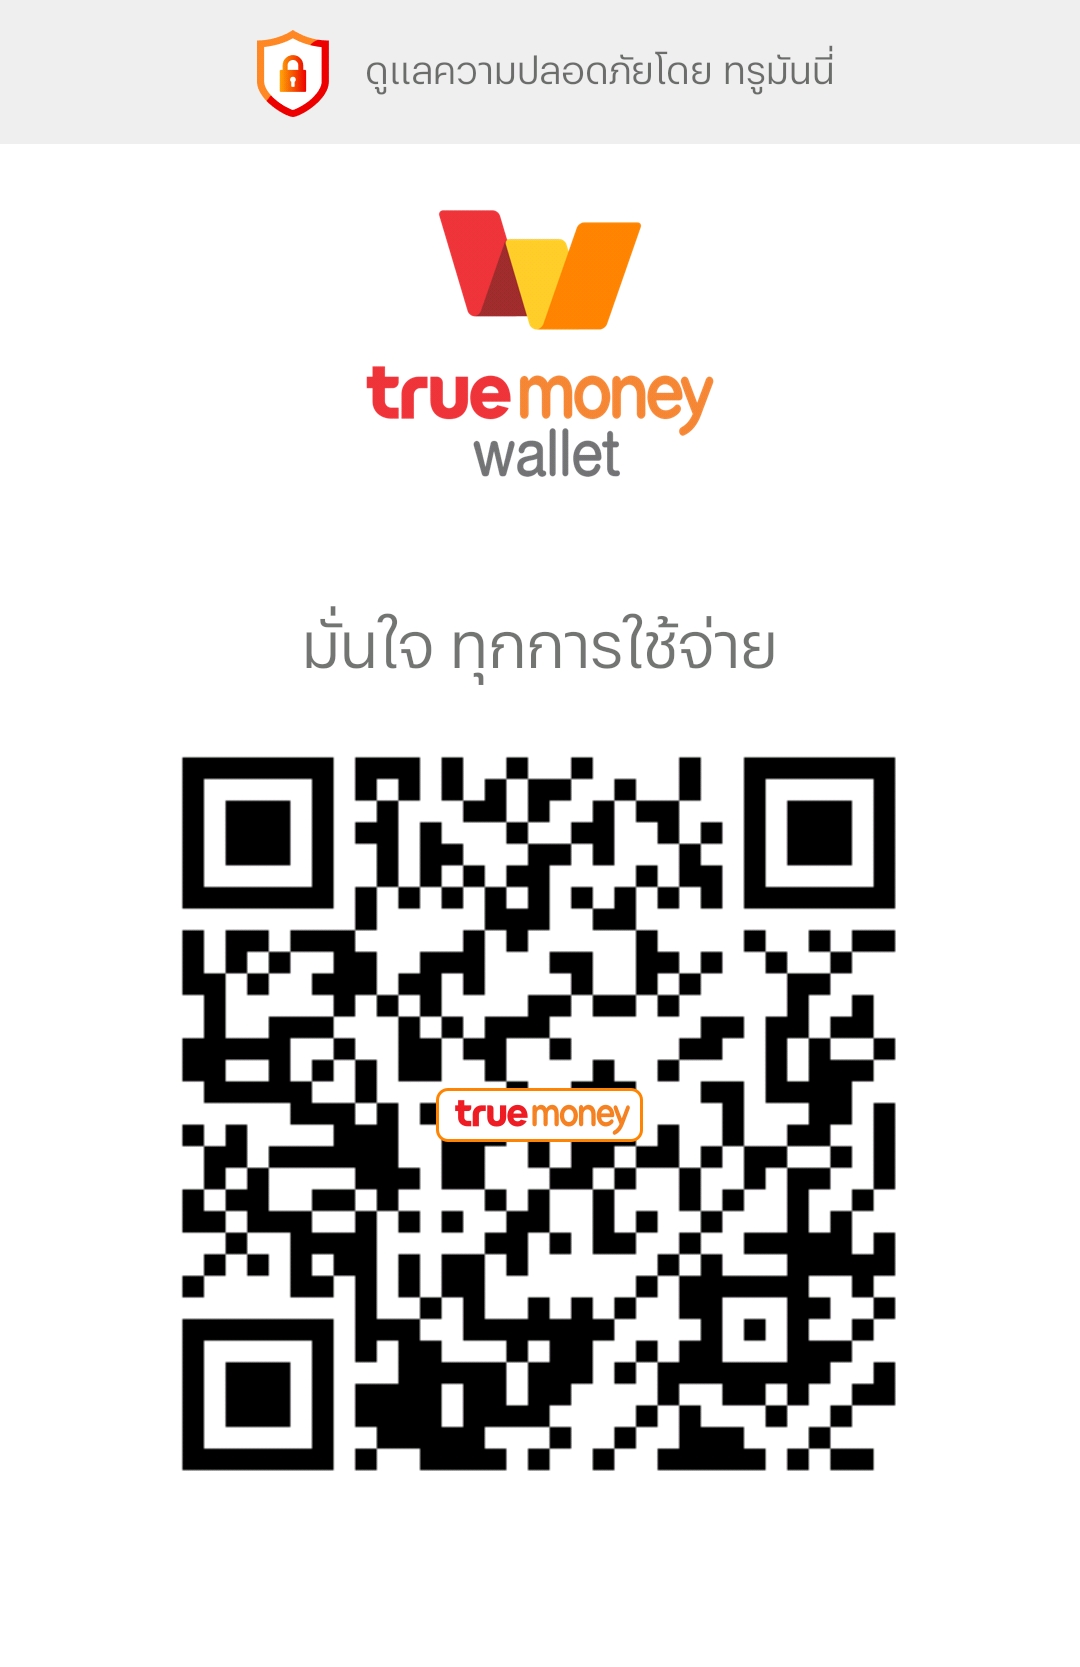 ดูแลความปลอดภัยโดย ทรูมันนี่
truemoney
wallet
มั่นใจ ทุกการใช้จ่าย
truemoney